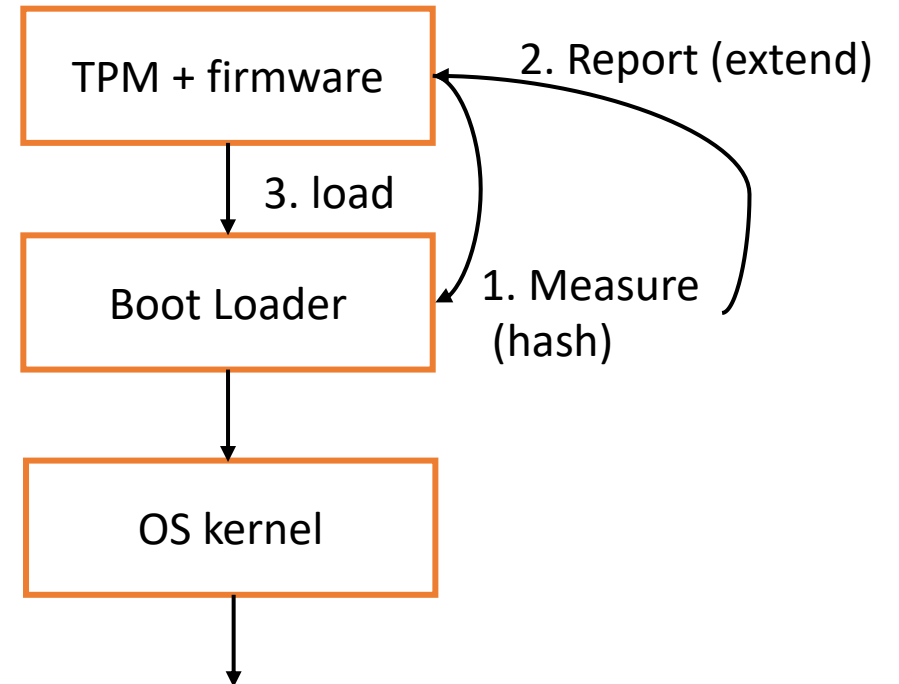 TPM + firmware
2. Report (extend)
3. load
Boot Loader
1. Measure
(hash)
OS kernel